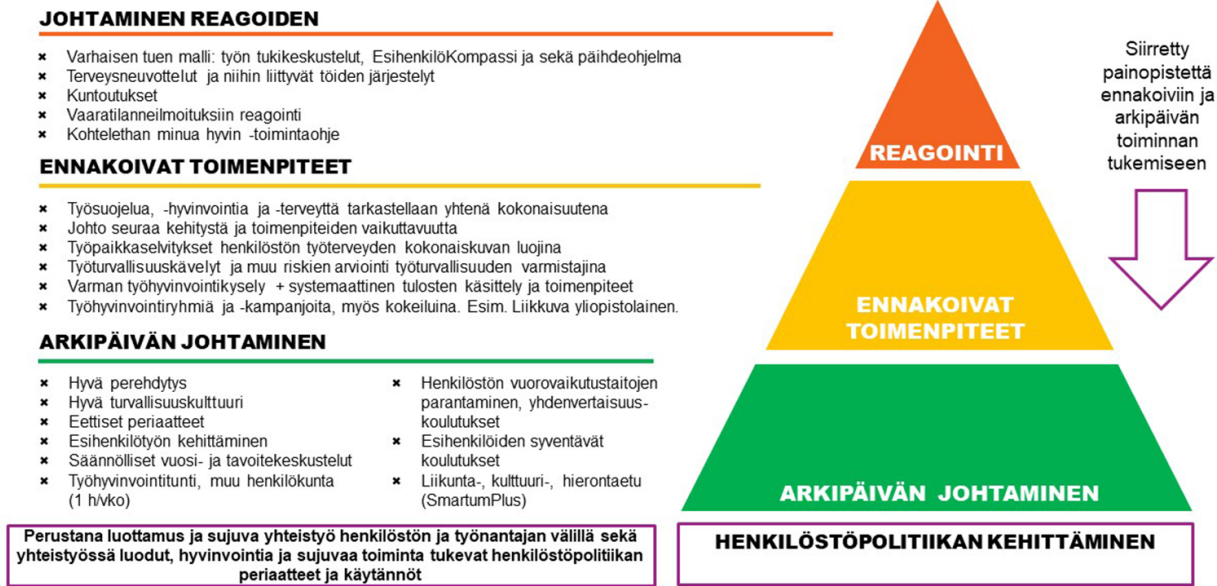 JOHTAMINEN REAGOIDEN
Varhaisen tuen malli: työn tukikeskustelut, EsihenkilöKompassi ja sekä päihdeohjelma
Terveysneuvottelut ja niihin liittyvät töiden järjestelyt
Kuntoutukset
Vaaratilanneilmoituksiin reagointi
Kohtelethan minua hyvin -toimintaohje
ENNAKOIVAT TOIMENPITEET
Työsuojelua, -hyvinvointia ja -terveyttä tarkastellaan yhtenä kokonaisuutena
Johto seuraa kehitystä ja toimenpiteiden vaikuttavuutta
Työpaikkaselvitykset henkilöstön työterveyden kokonaiskuvan luojina
Työturvallisuuskävelyt ja muu riskien arviointi työturvallisuuden varmistajina
Varman työhyvinvointikysely + systemaattinen tulosten käsittely ja toimenpiteet
Työhyvinvointiryhmiä ja -kampanjoita, myös kokeiluina. Esim. Liikkuva yliopistolainen.
ARKIPÄIVÄN JOHTAMINEN
Hyvä perehdytys
Hyvä turvallisuuskulttuuri
Eettiset periaatteet
Esihenkilötyön kehittäminen
Säännölliset vuosi- ja tavoitekeskustelut
Työhyvinvointitunti, muu henkilökunta
(1 h/vko)
Henkilöstön vuorovaikutustaitojen
parantaminen, yhdenvertaisuus-
koulutukset
Esihenkilöiden syventävät
koulutukset
Liikunta-, kulttuuri-, hierontaetu
(SmartumPlus)
Perustana luottamus ja sujuva yhteistyö henkilöstön ja työnantajan välillä sekä
yhteistyössä luodut, hyvinvointia ja sujuvaa toiminta tukevat henkilöstöpolitiikan
periaatteet ja käytännöt
REAGOINTI
ENNAKOIVAT
TOIMENPITEET
ARKIPÄIVÄN JOHTAMINEN
HENKILÖSTÖPOLITIIKAN KEHITTÄMINEN
Siirretty
painopistettä
ennakoiviin ja
arkipäivän
toiminnan
tukemiseen